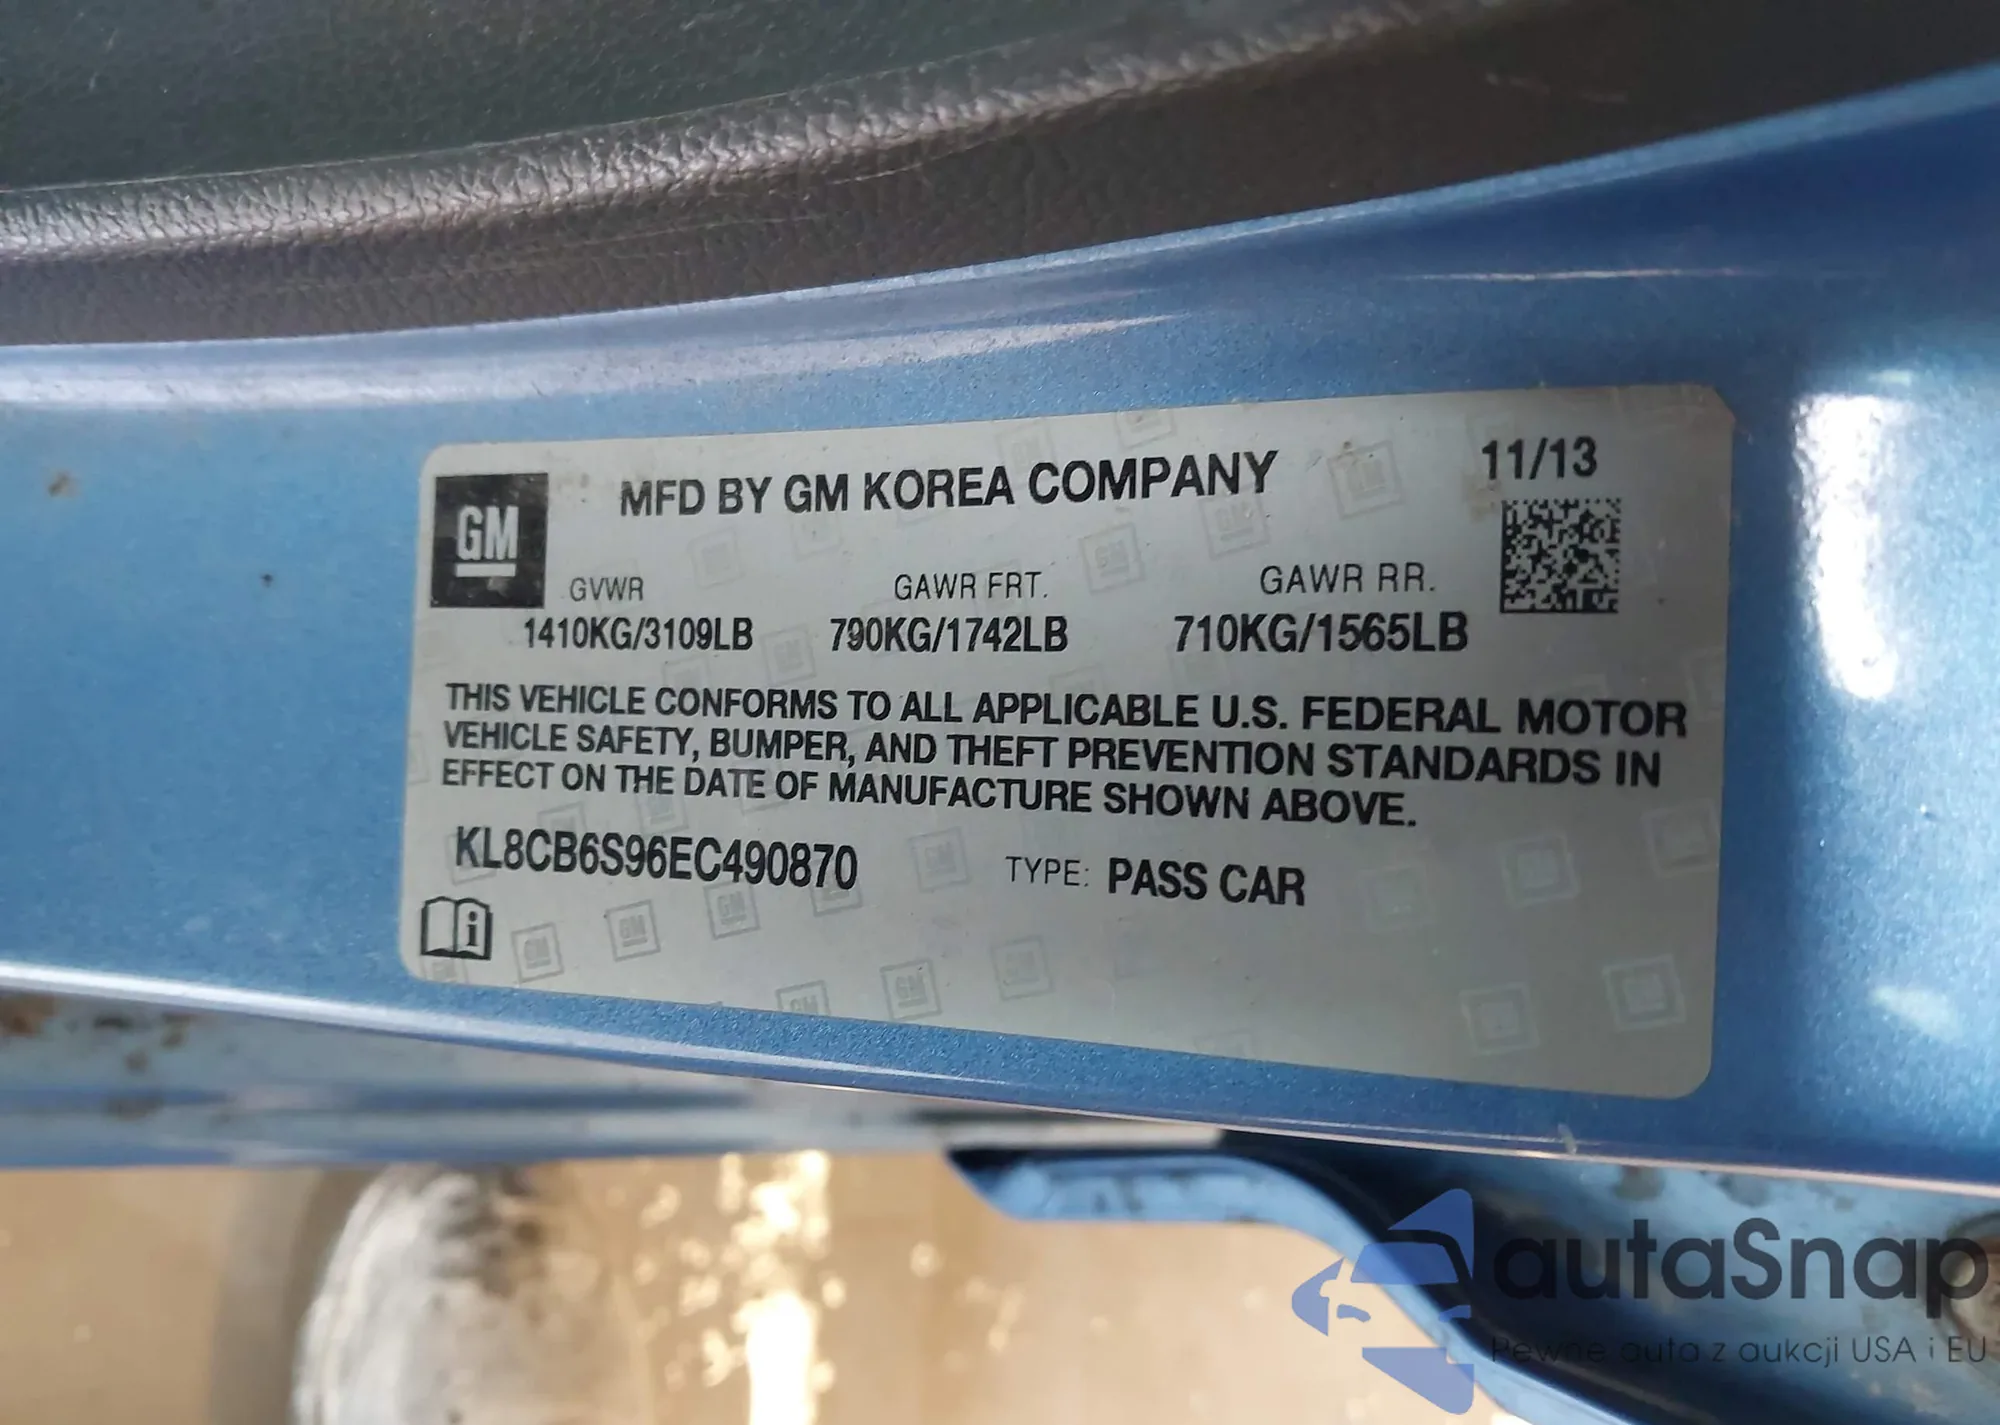 GM
MFD BY GM KOREA COMPANY
11/13
GVWR
GAWR FRT.
GAWR RR.
1410KG/3109LB
790KG/1742LB
710KG/1565LB
THIS VEHICLE CONFORMS TO ALL APPLICABLE U.S. FEDERAL MOTOR
VEHICLE SAFETY, BUMPER, AND THEFT PREVENTION STANDARDS IN
EFFECT ON THE DATE OF MANUFACTURE SHOWN ABOVE.
KL8CB6S96EC490870
TYPE: PASS CAR
i
autaSnap
Pewne auta z aukcji USA i EU